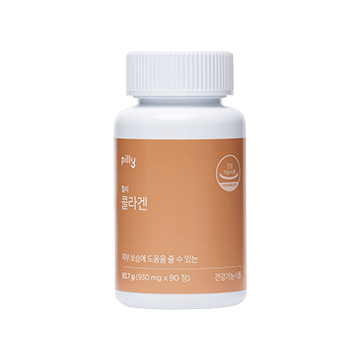 pilly
필리
콜라겐
피부 보습에 도움을 줄 수 있는
83.7 g (930 mg x 90 정)
건강기능식품